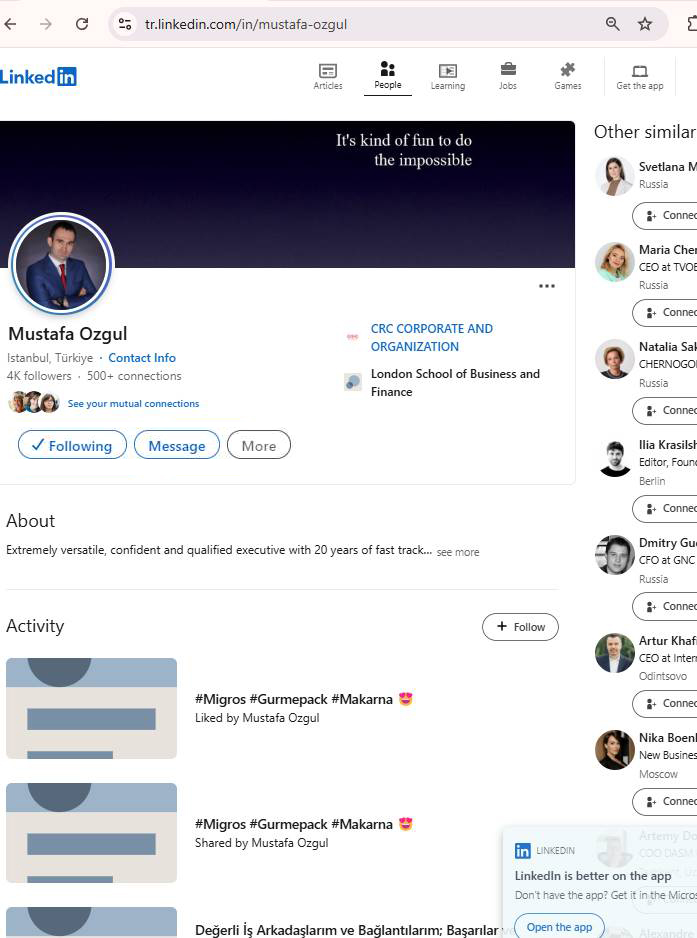 tr.linkedin.com/in/mustafa-ozgul
Linkedin
Articles
People
Learning
Jobs
Games
Get the app
It's kind of fun to do
the impossible
Mustafa Ozgul
Istanbul, Türkiye · Contact Info
4K followers · 500+ connections
See your mutual connections
CRC CORPORATE AND
ORGANIZATION
London School of Business and
Finance
Following
Message
More
About
Extremely versatile, confident and qualified executive with 20 years of fast track... see more
Activity
+ Follow
#Migros #Gurmepack #Makarna 😍
Liked by Mustafa Ozgul
#Migros #Gurmepack #Makarna 😍
Shared by Mustafa Ozgul
Değerli İş Arkadaşlarım ve Bağlantılarım; Başarılar
Other similar
Svetlana M
Russia
Connec
Maria Cher
CEO at TVOE
Russia
Connec
Natalia Sak
CHERNOGOL
Russia
Connec
Ilia Krasilsh
Editor, Found
Berlin
Connec
Dmitry Gu
CFO at GNC
Russia
Connec
Artur Khaf
CEO at Inter
Odintsovo
Connec
Nika Boenl
New Busines
Moscow
Connec
Artemy Do
COO DASM
LINKEDIN
LinkedIn is better on the app
Don't have the app? Get it in the Micros
Open the app
Alexandre